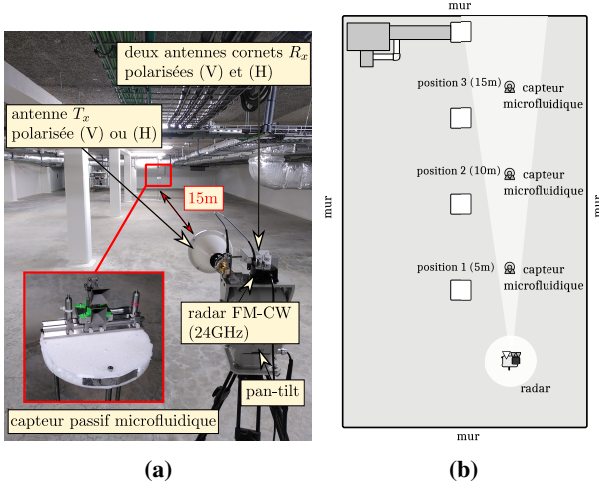 deux antennes cornets Rx
polarisées (V) et (H)
antenne Tx
polarisée (V) ou (H)
15m
radar FM-CW
(24GHz)
pan-tilt
capteur passif microfluidique
(a)
mur
position 3 (15m)
capteur
microfluidique
position 2 (10m)
capteur
microfluidique
mur
mur
position 1 (5m)
capteur
microfluidique
radar
mur
(b)